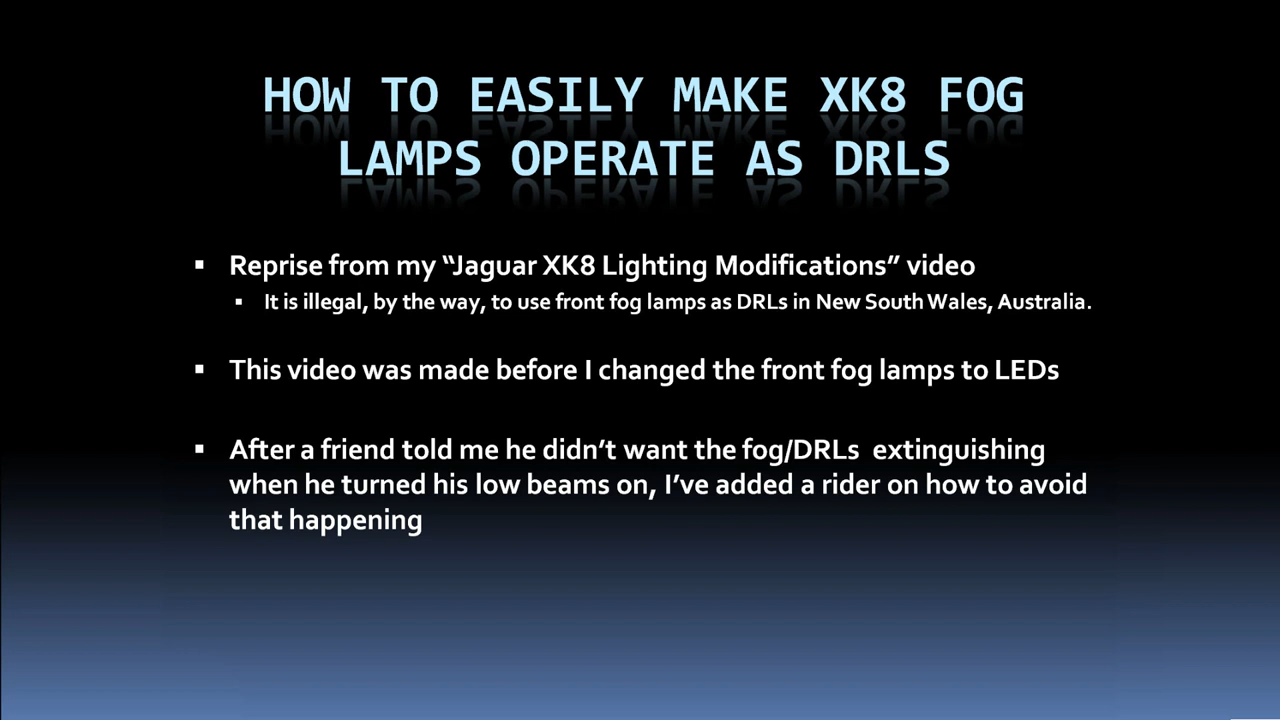 HOW TO EASILY MAKE XK8 FOG
LAMPS OPERATE AS DRLS
▪ Reprise from my “Jaguar XK8 Lighting Modifications” video
▪ It is illegal, by the way, to use front fog lamps as DRLs in New South Wales, Australia.
▪ This video was made before I changed the front fog lamps to LEDs
▪ After a friend told me he didn’t want the fog/DRLs extinguishing
when he turned his low beams on, I’ve added a rider on how to avoid
that happening